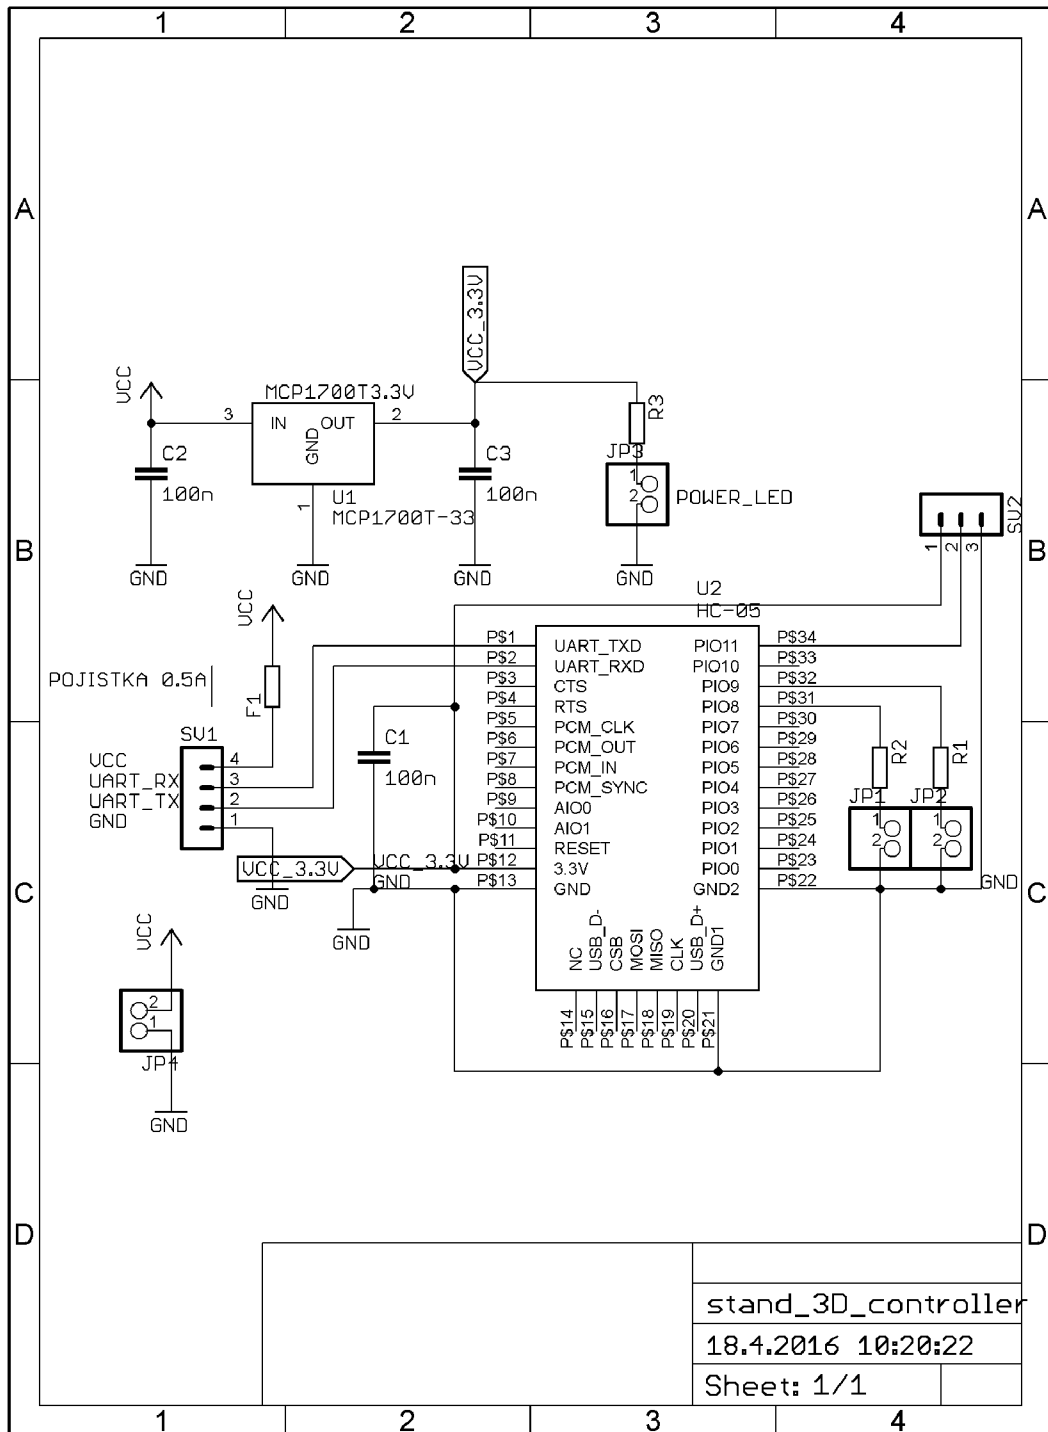 1 2 3 4
A A
VCC_3.3V
VCC
MCP1700T3.3V
3 IN OUT 2
GND
R3
C2
100n
C3
100n
JP3
1
2
POWER_LED
1
U1
MCP1700T-33
SV2
1 2 3
B B
GND GND GND GND
VCC
U2
HC-05
P$1 UART_TXD PIO11 P$34
P$2 UART_RXD PIO10 P$33
P$3 CTS PIO9 P$32
P$4 RTS PIO8 P$31
P$5 PCM_CLK PIO7 P$30
P$6 PCM_OUT PIO6 P$29
P$7 PCM_IN PIO5 P$28
P$8 PCM_SYNC PIO4 P$27
P$9 AIO0 PIO3 P$26
P$10 AIO1 PIO2 P$25
P$11 RESET PIO1 P$24
P$12 3.3V PIO0 P$23
P$13 GND GND2 P$22
NC USB_D- CSB MOSI MISO CLK USB_D+ GND1
P$14 P$15 P$16 P$17 P$18 P$19 P$20 P$21
POJISTKA 0.5A
F1
SV1
VCC 4
UART_RX 3
UART_TX 2
GND 1
C1
100n
R2 R1
JP1 JP2
1 1
2 2
VCC_3.3V VCC_3.3V
GND
GND
C C
GND
GND
VCC
2
1
JP4
GND
D D
stand_3D_controller
18.4.2016 10:20:22
Sheet: 1/1
1 2 3 4